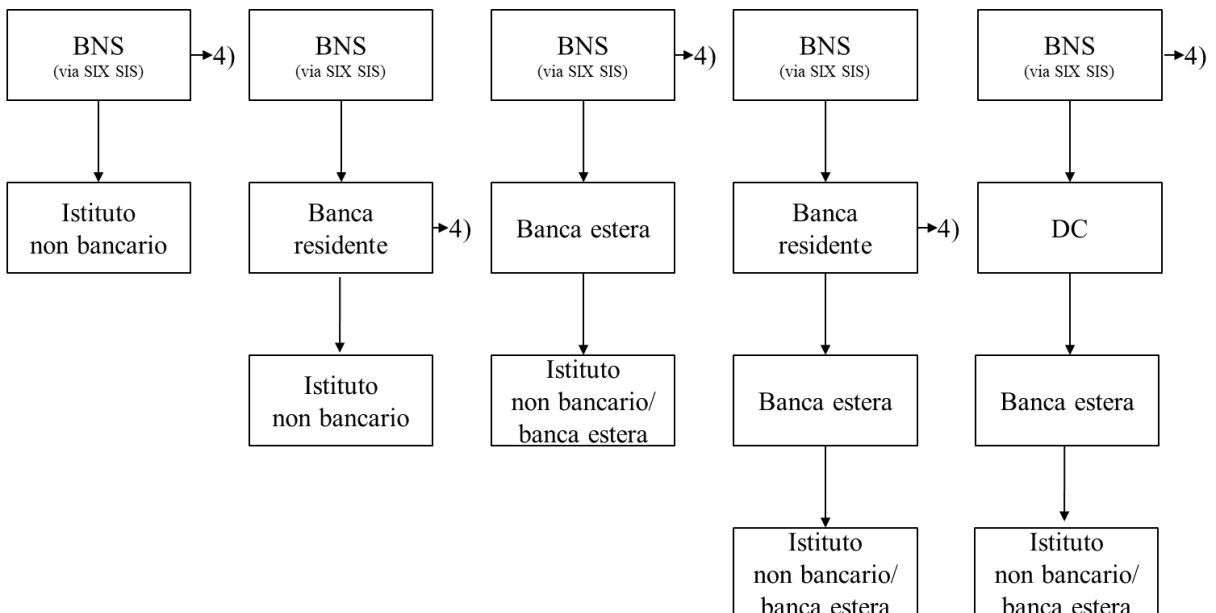 BNS
(via SIX SIS)
4)
BNS
(via SIX SIS)
BNS
(via SIX SIS)
4)
BNS
(via SIX SIS)
BNS
(via SIX SIS)
4)
Istituto
non bancario
Banca
residente
4)
Banca estera
Banca
residente
4)
DC
Istituto
non bancario
Istituto
non bancario/
banca estera
Banca estera
Banca estera
Istituto
non bancario/
banca estera
Istituto
non bancario/
banca estera